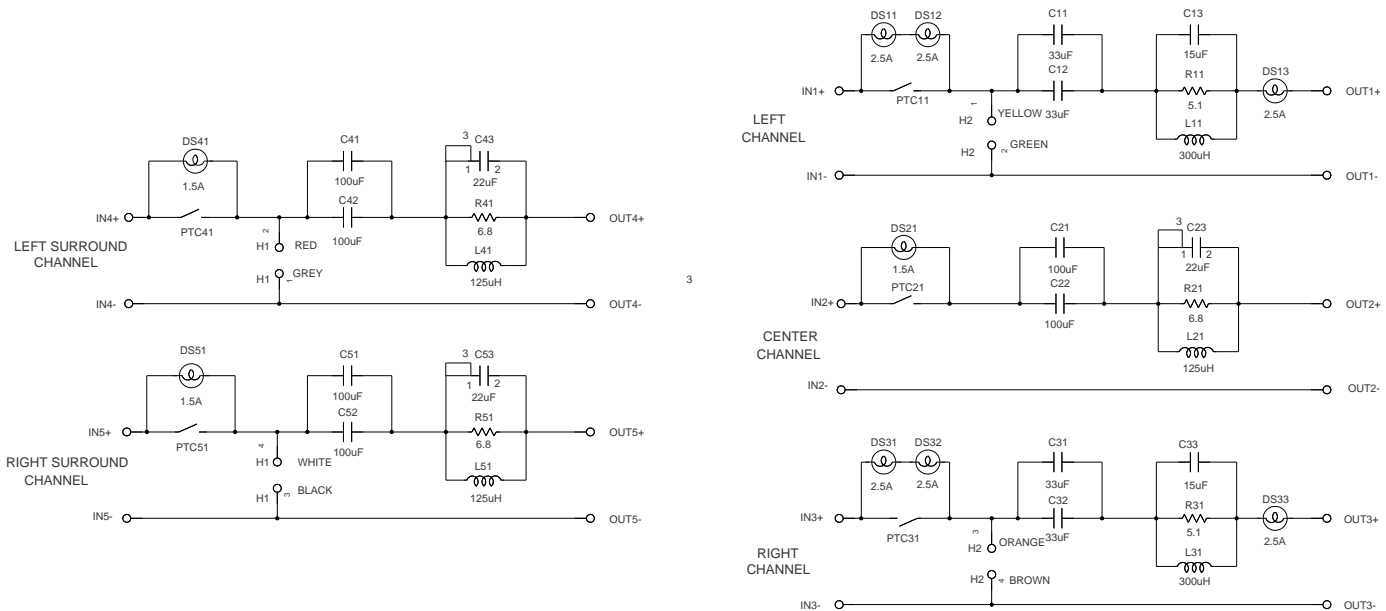 LEFT SURROUND
CHANNEL
IN4+
DS41
1.5A
PTC41
2
H1 RED
H1 GREY
1
C41
100uF
C42
100uF
3
C43
1 2
22uF
R41
6.8
L41
125uH
OUT4+
IN4-
OUT4-
RIGHT SURROUND
CHANNEL
IN5+
DS51
1.5A
PTC51
4
H1 WHITE
H1 BLACK
3
C51
100uF
C52
100uF
3
C53
1 2
22uF
R51
6.8
L51
125uH
OUT5+
IN5-
OUT5-
3
LEFT
CHANNEL
IN1+
DS11 DS12
2.5A 2.5A
PTC11
1
H2 YELLOW
H2 GREEN
2
C11
33uF
C12
33uF
C13
15uF
R11
5.1
L11
300uH
DS13
2.5A
OUT1+
IN1-
OUT1-
CENTER
CHANNEL
IN2+
DS21
1.5A
PTC21
C21
100uF
C22
100uF
3
C23
1 2
22uF
R21
6.8
L21
125uH
OUT2+
IN2-
OUT2-
RIGHT
CHANNEL
IN3+
DS31 DS32
2.5A 2.5A
PTC31
3
H2 ORANGE
H2 BROWN
4
C31
33uF
C32
33uF
C33
15uF
R31
5.1
L31
300uH
DS33
2.5A
OUT3+
IN3-
OUT3-